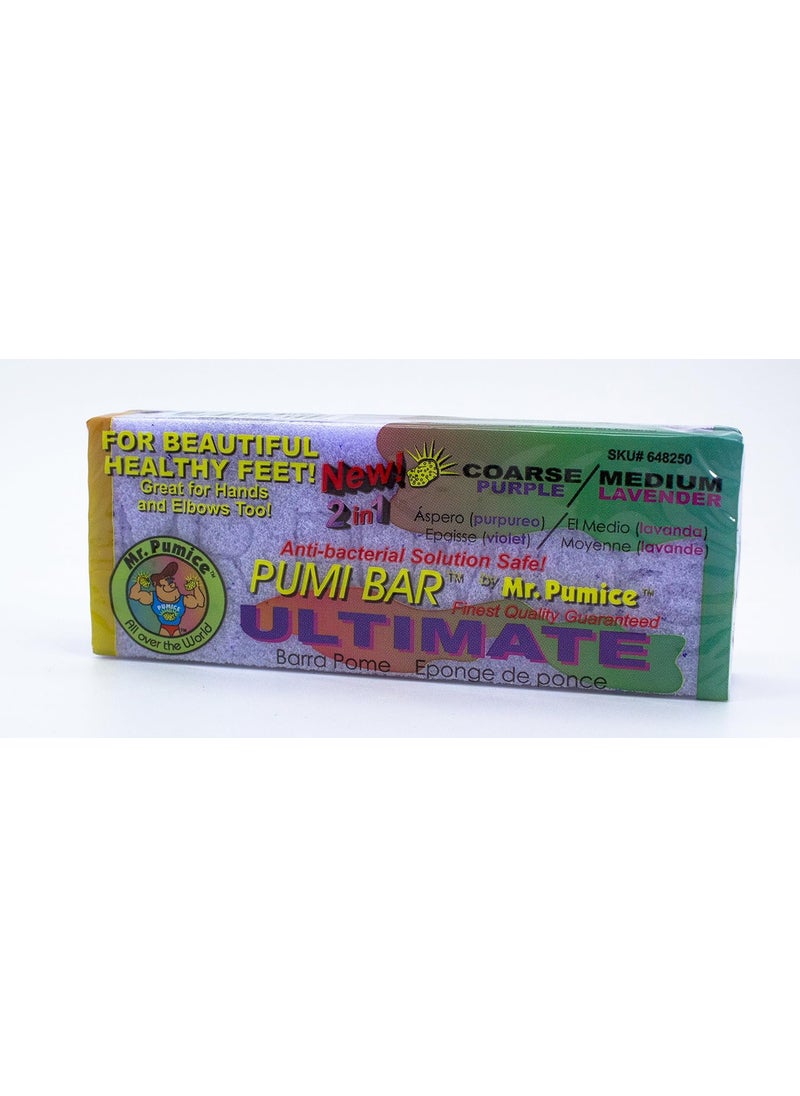 FOR BEAUTIFUL
HEALTHY FEET!
Great for Hands
and Elbows Too!
New!
2 in 1
SKU# 648250
COARSE / MEDIUM
PURPLE LAVENDER
Áspero (purpureo) / El Medio (lavanda)
Epaisse (violet) Moyenne (lavande)
Anti-bacterial Solution Safe!
PUMI BAR™ by Mr. Pumice™
Finest Quality Guaranteed
ULTIMATE
Barra Pome Eponge de ponce
Mr. Pumice™
PUMICE
All over the World